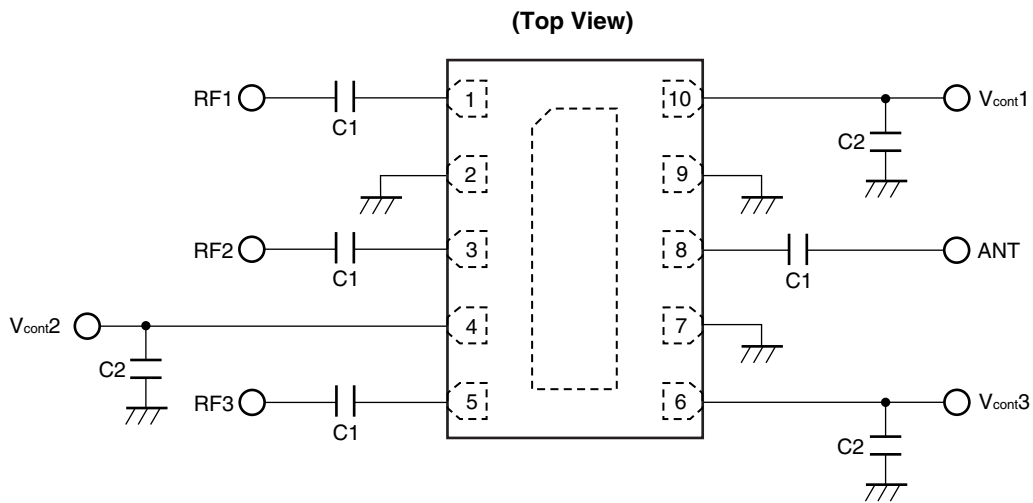 (Top View)
RF1
C1
1
10
Vcont1
C2
2
9
RF2
C1
3
8
C1
ANT
Vcont2
C2
4
7
RF3
C1
5
6
Vcont3
C2